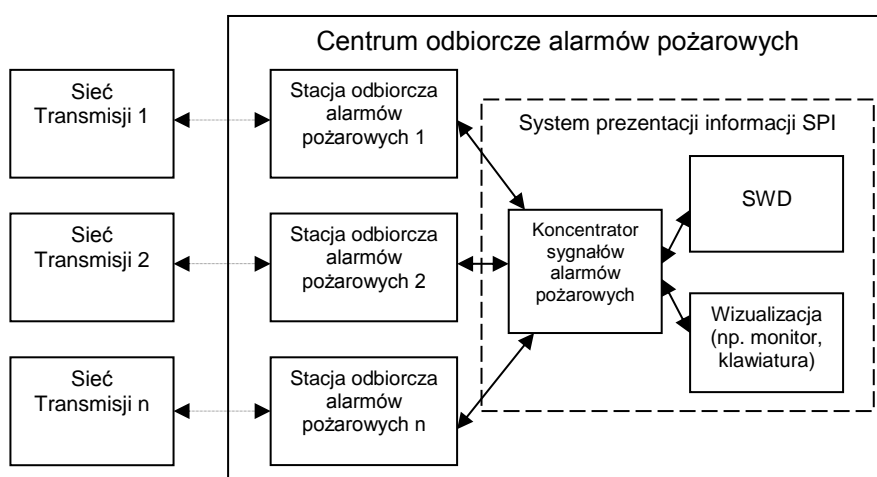 Centrum odbiorcze alarmów pożarowych
Sieć
Transmisji 1
Stacja odbiorcza
alarmów
pożarowych 1
System prezentacji informacji SPI
SWD
Sieć
Transmisji 2
Stacja odbiorcza
alarmów
pożarowych 2
Koncentrator
sygnałów
alarmów
pożarowych
Wizualizacja
(np. monitor,
klawiatura)
Sieć
Transmisji n
Stacja odbiorcza
alarmów
pożarowych n